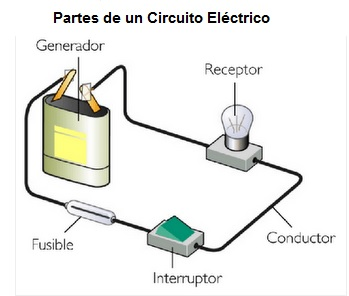 Partes de un Circuito Eléctrico
Generador
Receptor
Fusible
Interruptor
Conductor